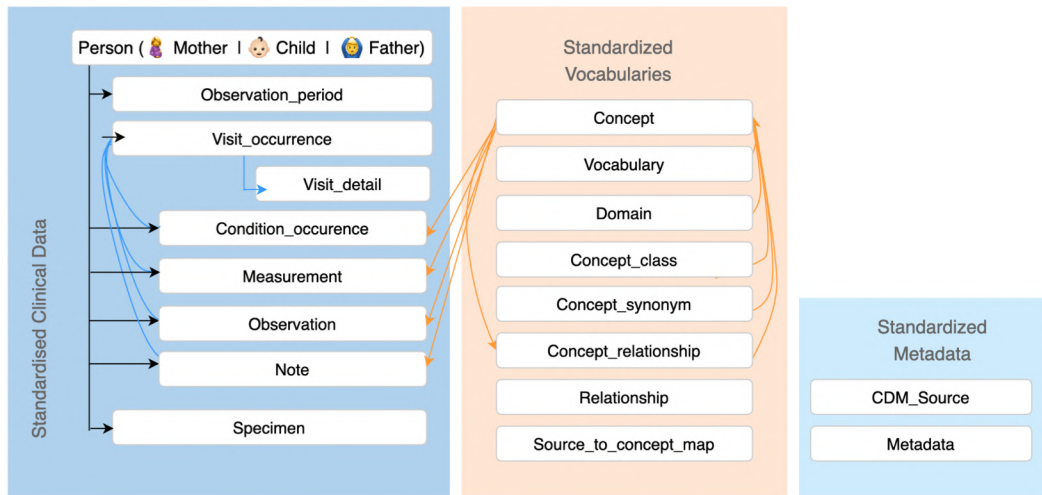 Person (🤰 Mother | 👶🏻 Child | 🙆‍♂️ Father)
Observation_period
Visit_occurrence
Visit_detail
Condition_occurence
Measurement
Observation
Note
Specimen
Standardised Clinical Data
Standardized
Vocabularies
Concept
Vocabulary
Domain
Concept_class
Concept_synonym
Concept_relationship
Relationship
Source_to_concept_map
Standardized
Metadata
CDM_Source
Metadata